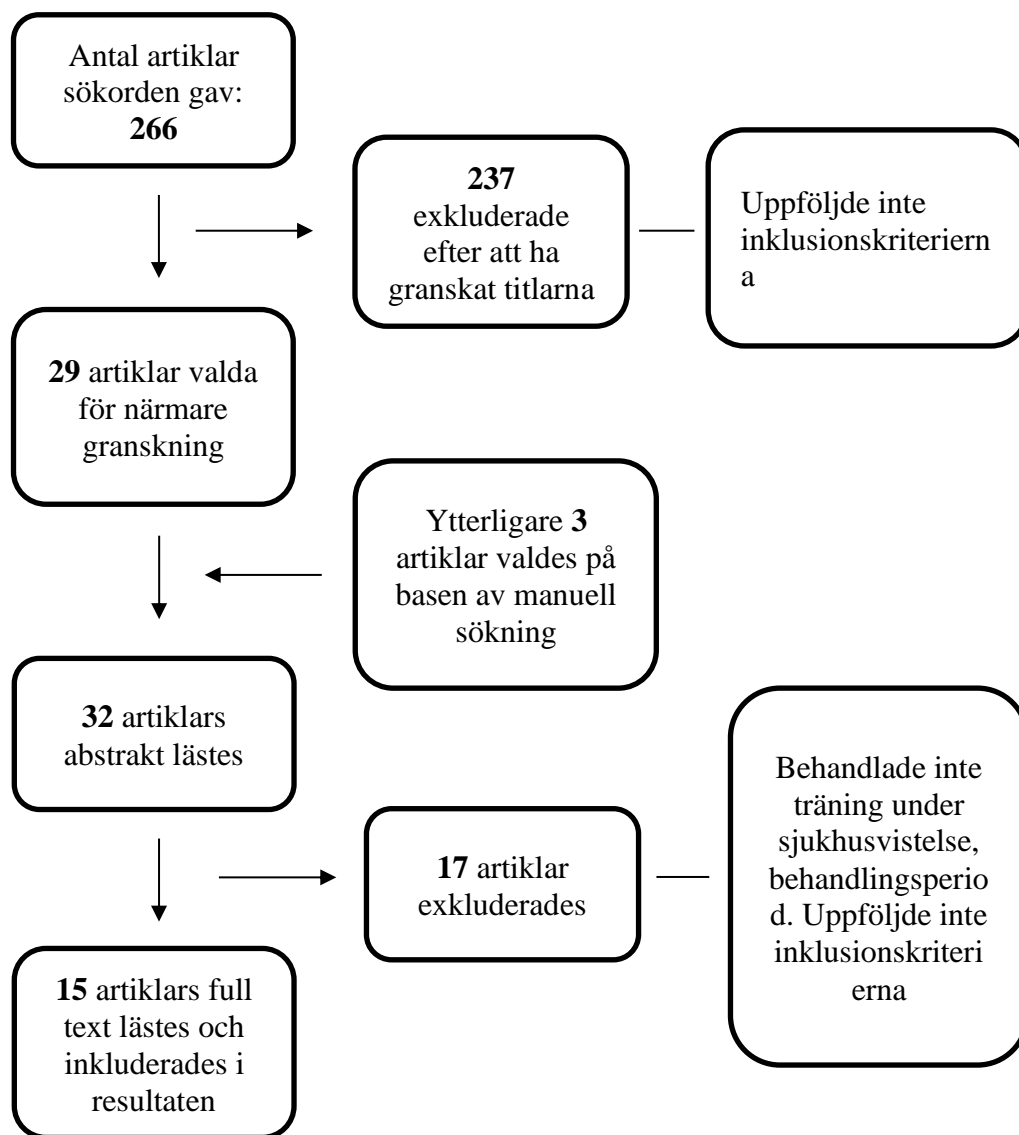 Antal artiklar
sökorden gav:
266
237
exkluderade
efter att ha
granskat titlarna
Uppföljde inte
inklusionskriteriern
a
29 artiklar valda
för närmare
granskning
Ytterligare 3
artiklar valdes på
basen av manuell
sökning
32 artiklars
abstrakt lästes
17 artiklar
exkluderades
Behandlade inte
träning under
sjukhusvistelse,
behandlingsperio
d. Uppföljde inte
inklusionskriteri
erna
15 artiklars full
text lästes och
inkluderades i
resultaten